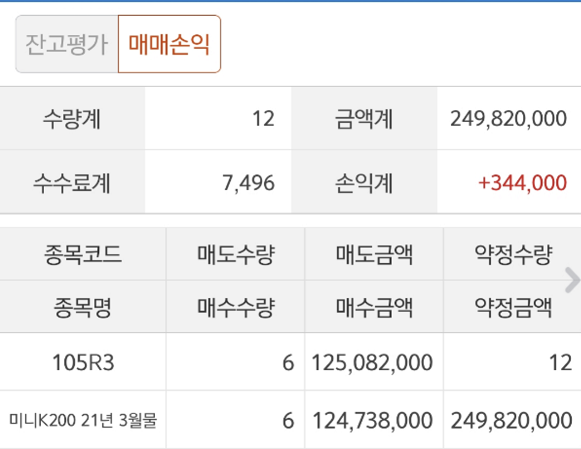 잔고평가 매매손익
수량계 12 금액계 249,820,000
수수료계 7,496 손익계 +344,000
종목코드 매도수량 매도금액 약정수량
종목명 매수수량 매수금액 약정금액
105R3 6 125,082,000 12
미니K200 21년 3월물 6 124,738,000 249,820,000